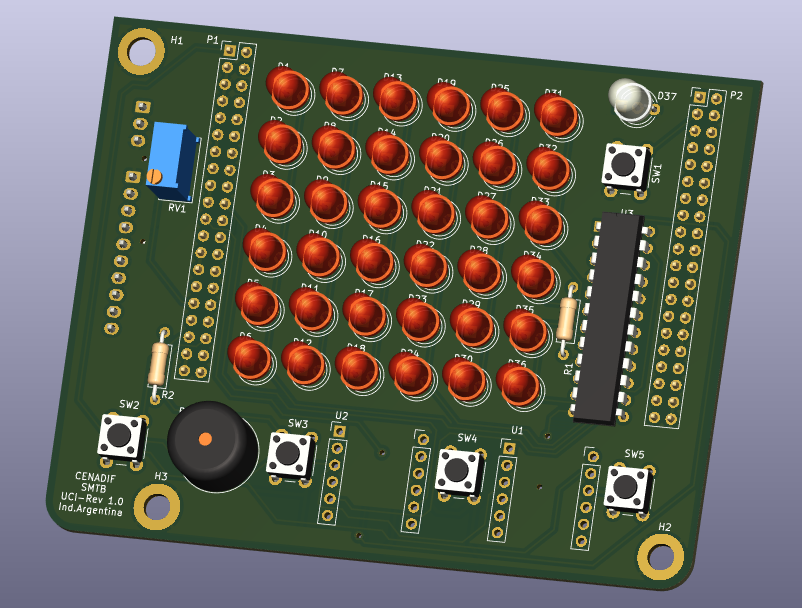 H1
P1
D1
D7
D13
D19
D25
D31
D37
P2
D2
D8
D14
D20
D26
D32
SW1
RV1
D3
D9
D15
D21
D27
D33
U3
D4
D10
D16
D22
D28
D34
D5
D11
D17
D23
D29
D35
R1
D6
D12
D18
D24
D30
D36
R2
SW2
SW3
U2
SW4
U1
SW5
H3
H2
CENADIF
SMTB
UCI-Rev 1.0
Ind.Argentina